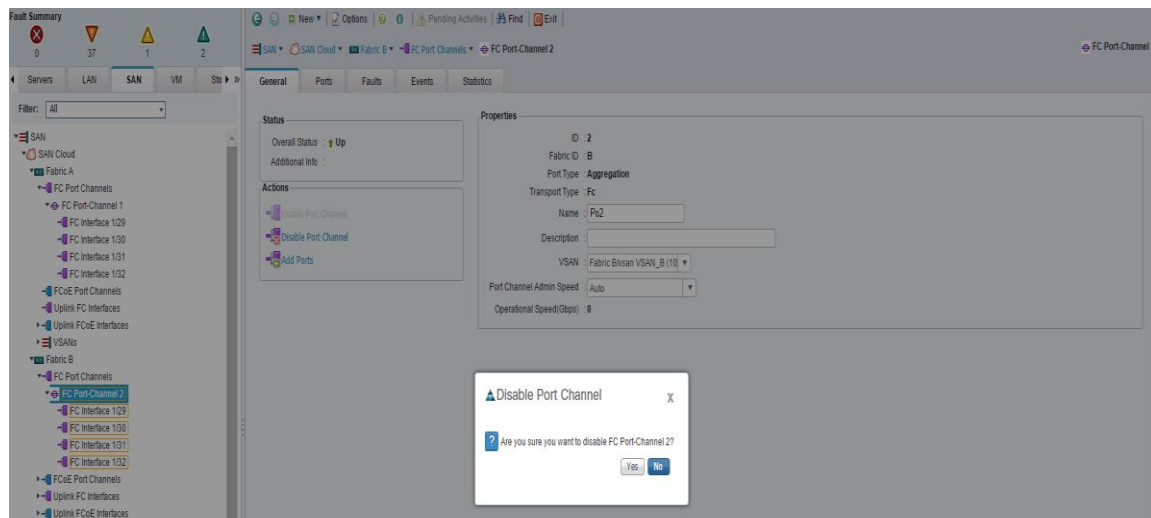 Fault Summary
0 37 1 2
Servers LAN SAN VM Sto
Filter: All
SAN
SAN Cloud
Fabric A
FC Port Channels
FC Port-Channel 1
FC Interface 1/29
FC Interface 1/30
FC Interface 1/31
FC Interface 1/32
FCoE Port Channels
Uplink FC Interfaces
Uplink FCoE Interfaces
VSANs
Fabric B
FC Port Channels
FC Port-Channel 2
FC Interface 1/29
FC Interface 1/30
FC Interface 1/31
FC Interface 1/32
FCoE Port Channels
Uplink FC Interfaces
Uplink FCoE Interfaces
New Options Pending Activities Find Exit
SAN SAN Cloud Fabric B FC Port Channels FC Port-Channel 2
FC Port-Channel
General Ports Faults Events Statistics
Status
Overall Status : Up
Additional Info :
Actions
Enable Port Channel
Disable Port Channel
Add Ports
Properties
ID : 2
Fabric ID : B
Port Type : Aggregation
Transport Type : Fc
Name : Po2
Description :
VSAN : Fabric B/vsan VSAN_B (10
Port Channel Admin Speed : Auto
Operational Speed(Gbps) : 0
Disable Port Channel X
? Are you sure you want to disable FC Port-Channel 2?
Yes No